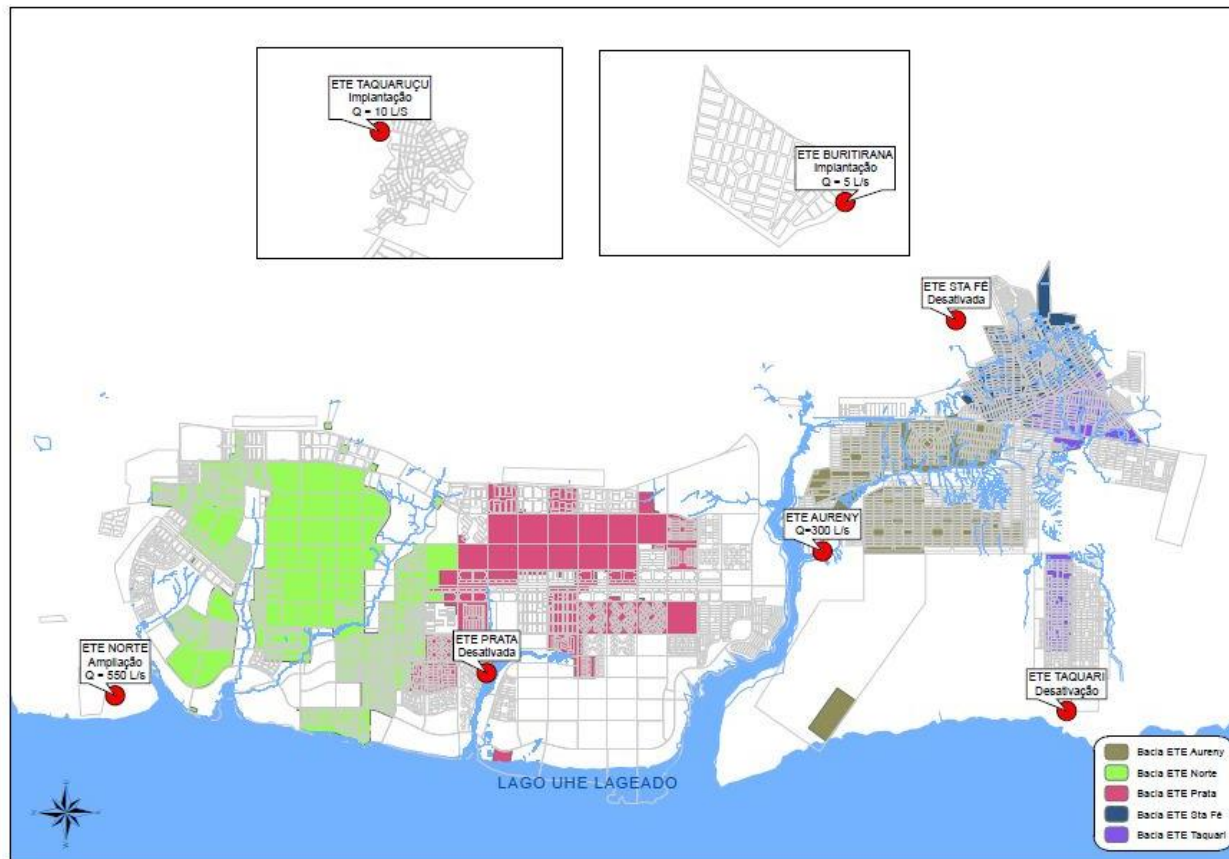 ETE TAQUARUÇU
Implantação
Q = 10 L/S
ETE BURITIRANA
Implantação
Q = 5 L/s
ETE STA FÉ
Desativada
ETE AURENY
Q=300 L/s
ETE NORTE
Ampliação
Q = 550 L/s
ETE PRATA
Desativada
ETE TAQUARI
Desativação
LAGO UHE LAGEADO
Bacia ETE Aureny
Bacia ETE Norte
Bacia ETE Prata
Bacia ETE Sta Fé
Bacia ETE Taquari